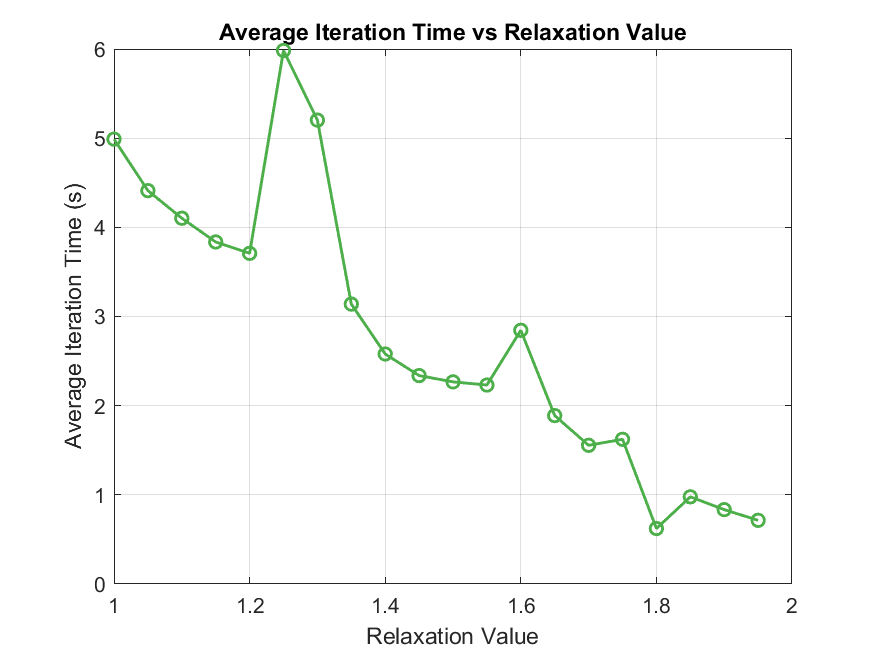 Average Iteration Time vs Relaxation Value
6
5
4
3
2
1
0
Average Iteration Time (s)
1 1.2 1.4 1.6 1.8 2
Relaxation Value